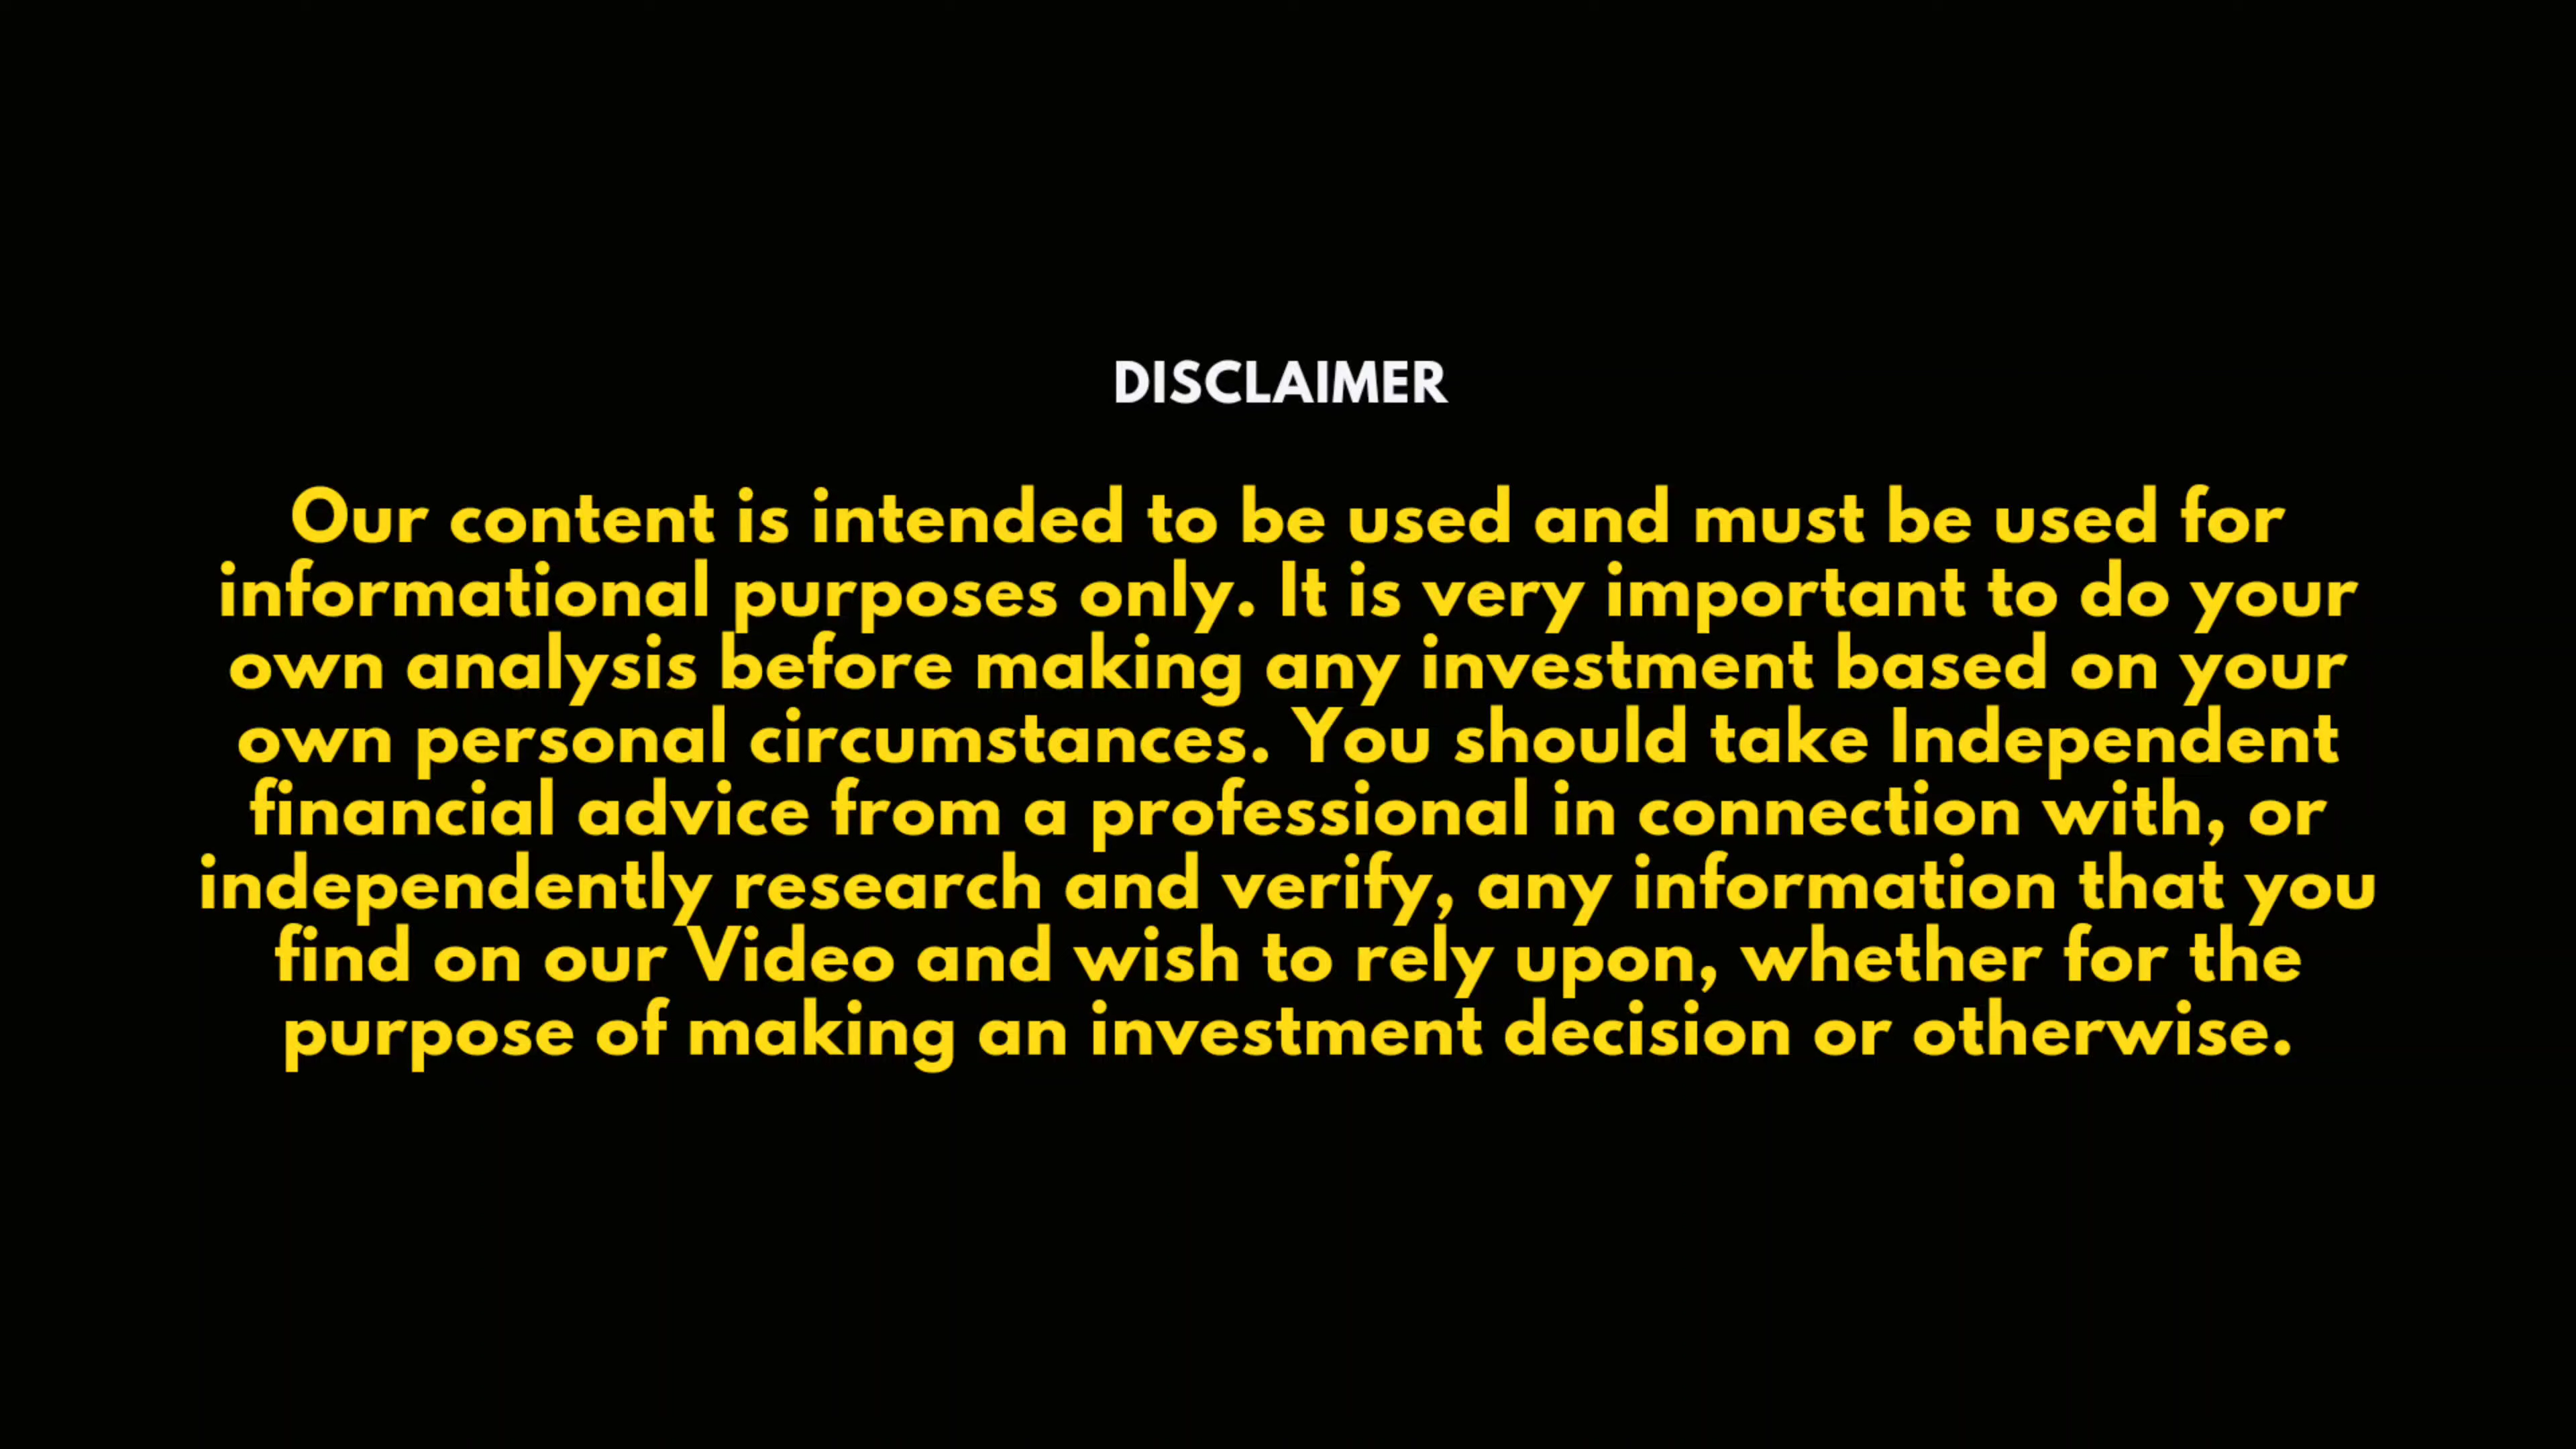 DISCLAIMER
Our content is intended to be used and must be used for
informational purposes only. It is very important to do your
own analysis before making any investment based on your
own personal circumstances. You should take Independent
financial advice from a professional in connection with, or
independently research and verify, any information that you
find on our Video and wish to rely upon, whether for the
purpose of making an investment decision or otherwise.